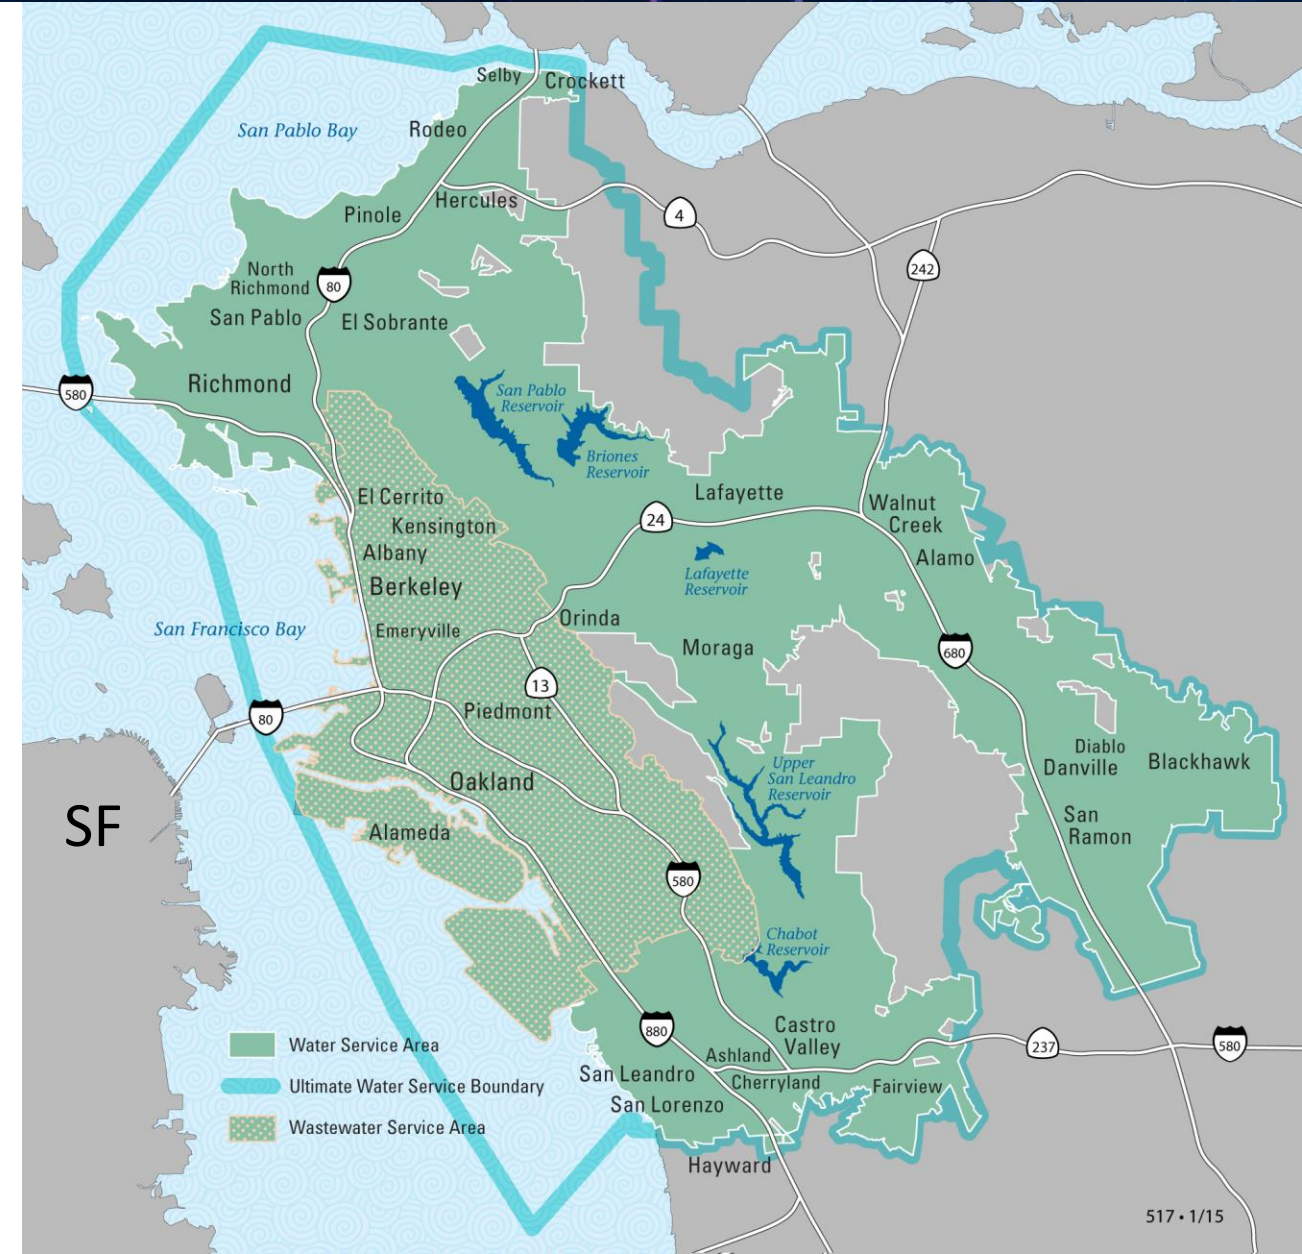 Selby
Crockett
San Pablo Bay
Rodeo
Hercules
Pinole
4
North
Richmond
80
242
San Pablo
El Sobrante
Richmond
580
San Pablo
Reservoir
Briones
Reservoir
El Cerrito
Kensington
Albany
Berkeley
Lafayette
24
Walnut
Creek
Alamo
Lafayette
Reservoir
San Francisco Bay
Emeryville
Orinda
Moraga
680
13
80
Piedmont
Diablo
Danville
Blackhawk
Oakland
Upper
San Leandro
Reservoir
SF
Alameda
San
Ramon
580
Chabot
Reservoir
Water Service Area
Ultimate Water Service Boundary
Wastewater Service Area
880
Castro
Valley
Ashland
237
580
San Leandro
Cherryland
Fairview
San Lorenzo
Hayward
517 • 1/15